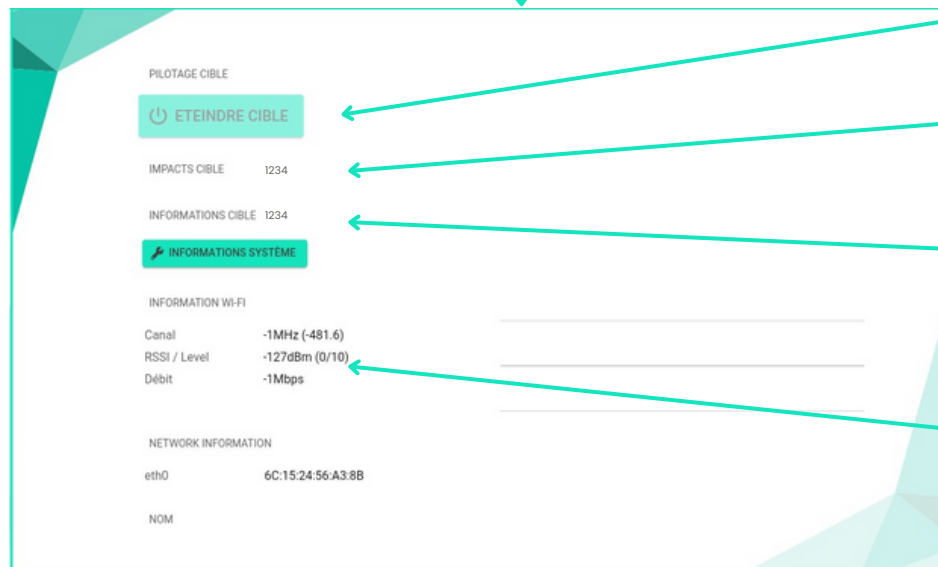 PILOTAGE CIBLE
ETEINDRE CIBLE
IMPACTS CIBLE 1234
INFORMATIONS CIBLE 1234
INFORMATIONS SYSTÈME
INFORMATION WI-FI
Canal -1MHz (-481.6)
RSSI / Level -127dBm (0/10)
Débit -1Mbps
NETWORK INFORMATION
eth0 6C:15:24:56:A3:8B
NOM